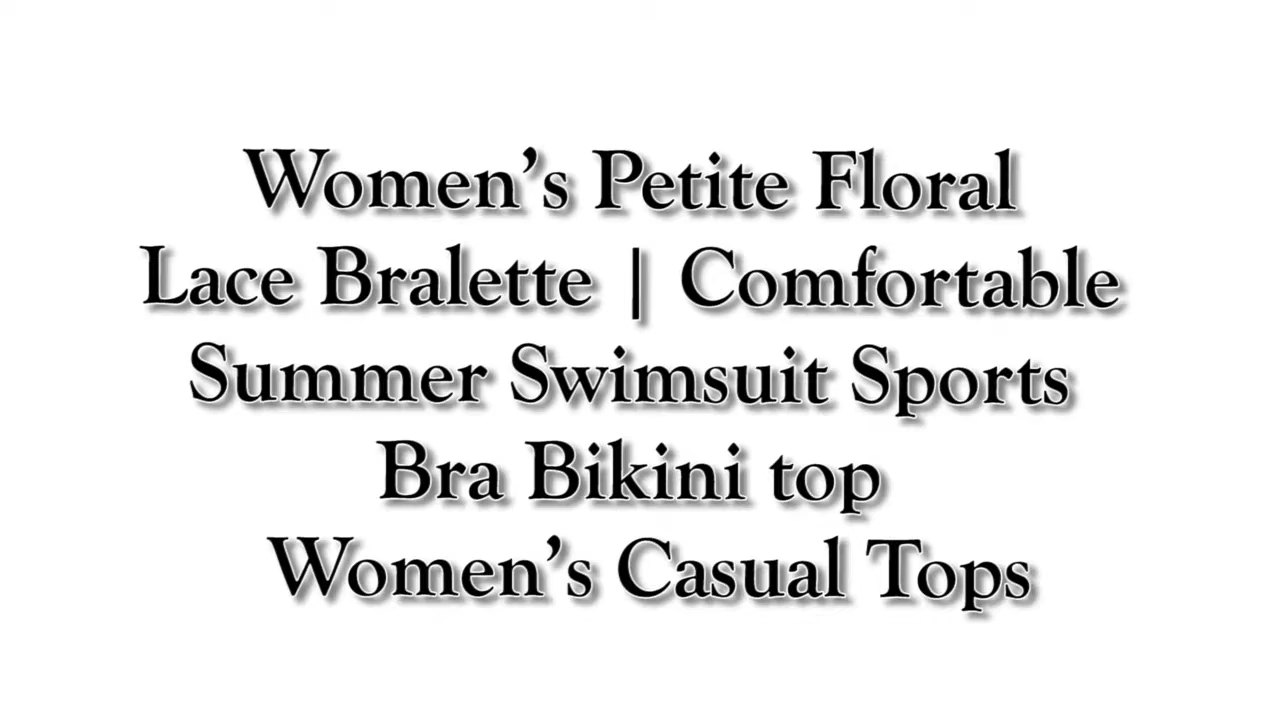 Women’s Petite Floral
Lace Bralette | Comfortable
Summer Swimsuit Sports
Bra Bikini top
Women’s Casual Tops